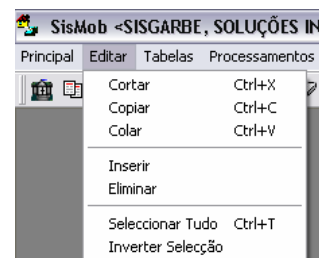 SisMob <SISGARBE, SOLUÇÕES IN
Principal Editar Tabelas Processamentos
Cortar Ctrl+X
Copiar Ctrl+C
Colar Ctrl+V
Inserir
Eliminar
Seleccionar Tudo Ctrl+T
Inverter Selecção